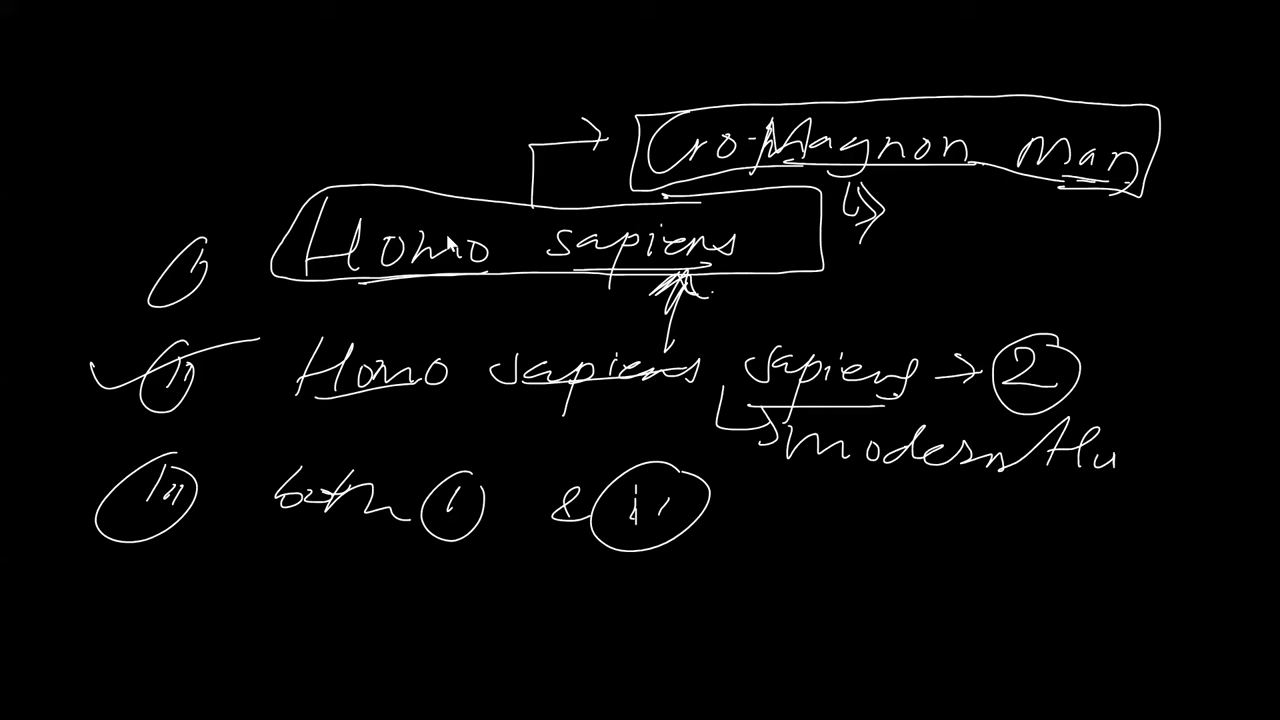 Cro-Magnon man
(i) Homo sapiens
(ii) Homo sapiens sapiens → (2)
modern Hu
(iii) both (i) & (ii)